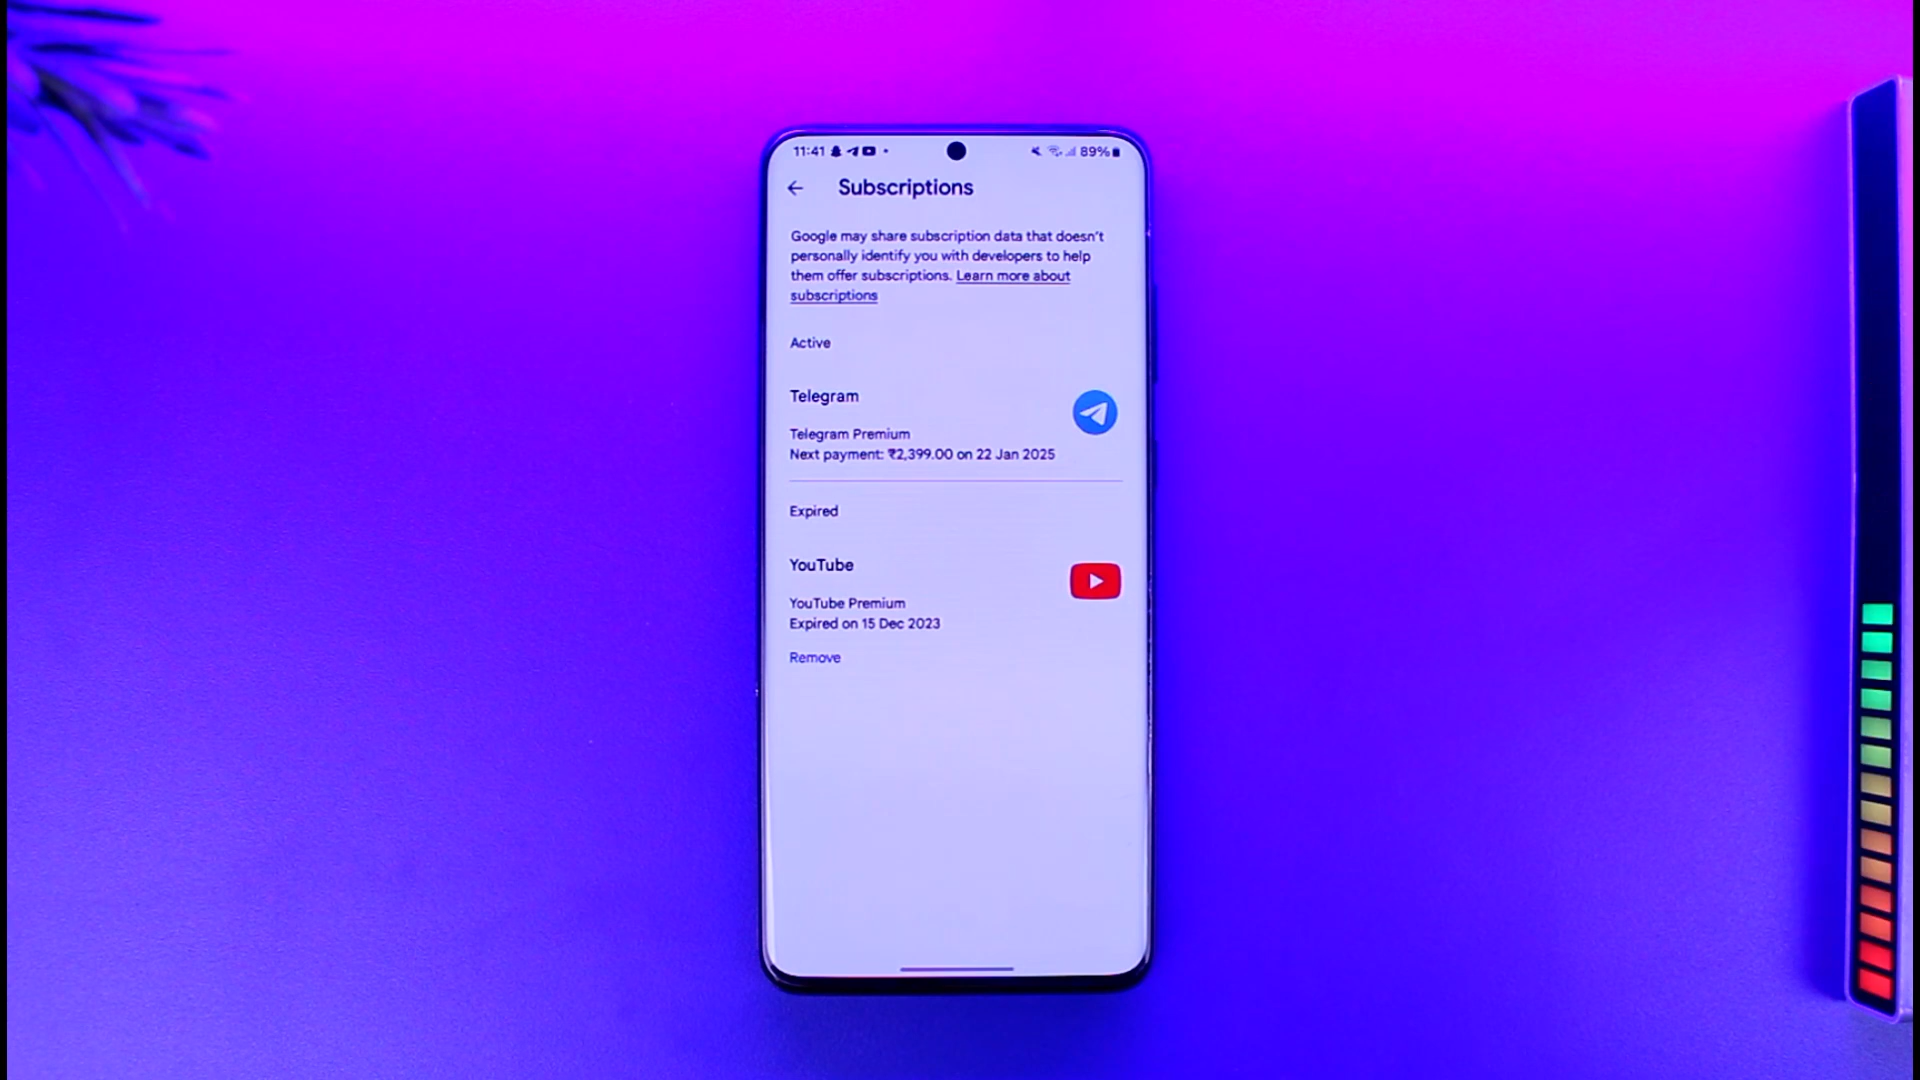 11:41 89%
Subscriptions
Google may share subscription data that doesn't
personally identify you with developers to help
them offer subscriptions. Learn more about
subscriptions
Active
Telegram
Telegram Premium
Next payment: ₹2,399.00 on 22 Jan 2025
Expired
YouTube
YouTube Premium
Expired on 15 Dec 2023
Remove